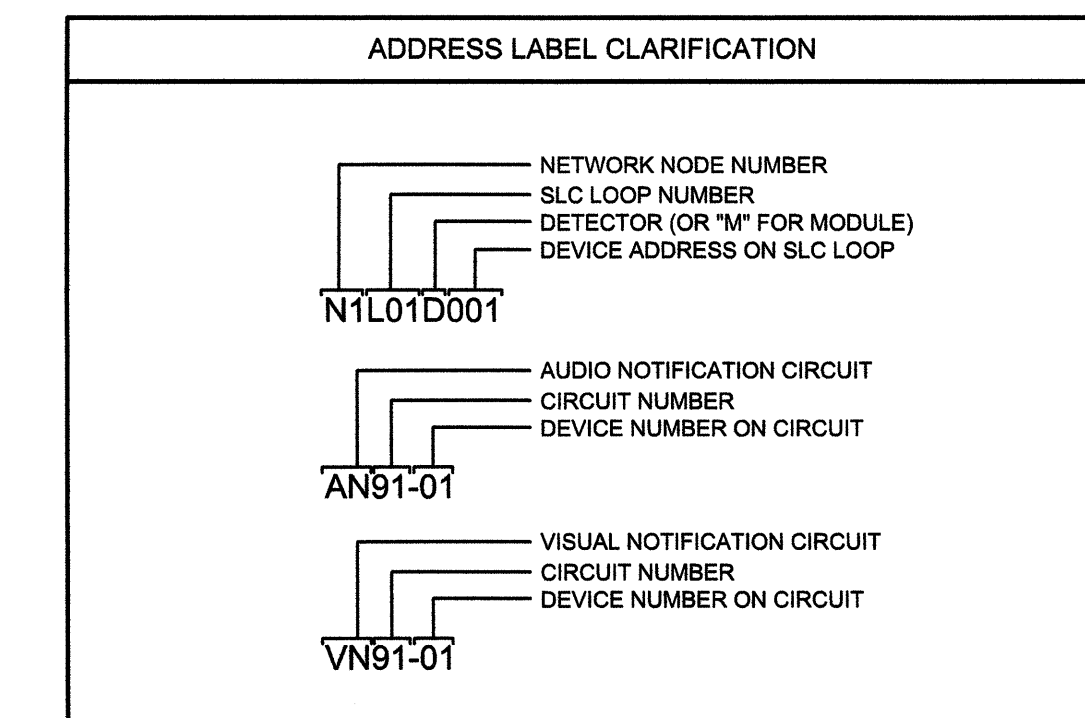 ADDRESS LABEL CLARIFICATION
NETWORK NODE NUMBER
SLC LOOP NUMBER
DETECTOR (OR "M" FOR MODULE)
DEVICE ADDRESS ON SLC LOOP
N1L01D001
AUDIO NOTIFICATION CIRCUIT
CIRCUIT NUMBER
DEVICE NUMBER ON CIRCUIT
AN91-01
VISUAL NOTIFICATION CIRCUIT
CIRCUIT NUMBER
DEVICE NUMBER ON CIRCUIT
VN91-01